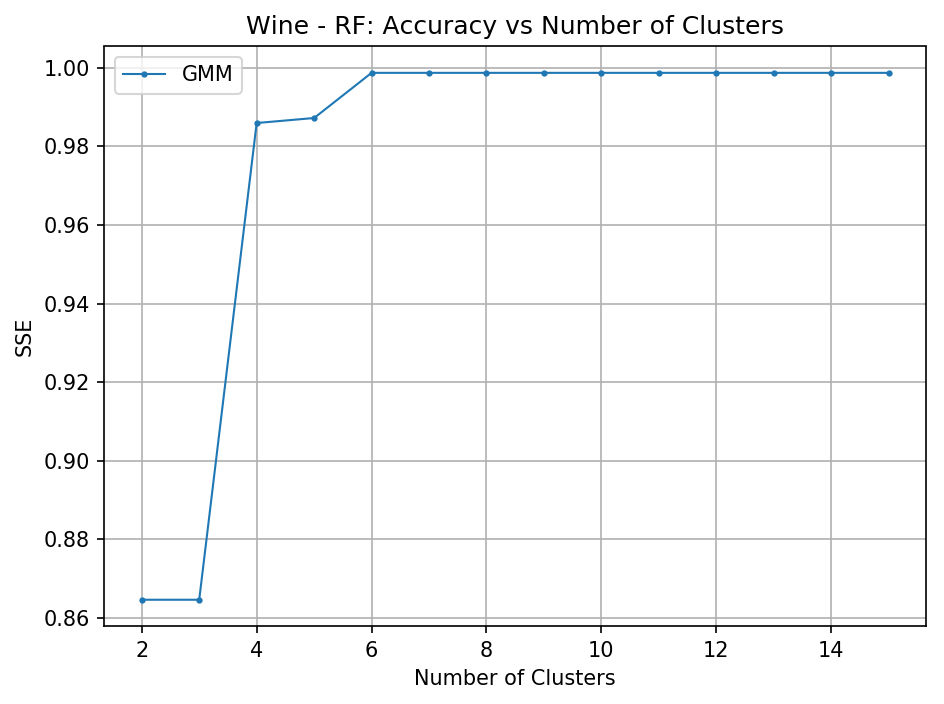 Wine - RF: Accuracy vs Number of Clusters
GMM
1.00
0.98
0.96
0.94
0.92
0.90
0.88
0.86
SSE
2 4 6 8 10 12 14
Number of Clusters